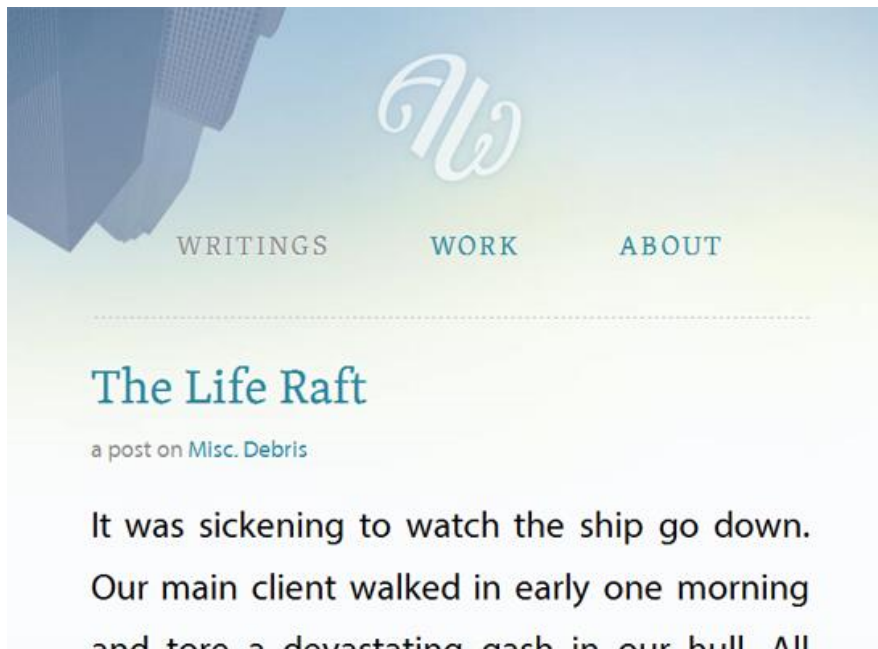 AW
WRITINGS WORK ABOUT
The Life Raft
a post on Misc. Debris
It was sickening to watch the ship go down.
Our main client walked in early one morning
and tore a devastating gash in our hull. All